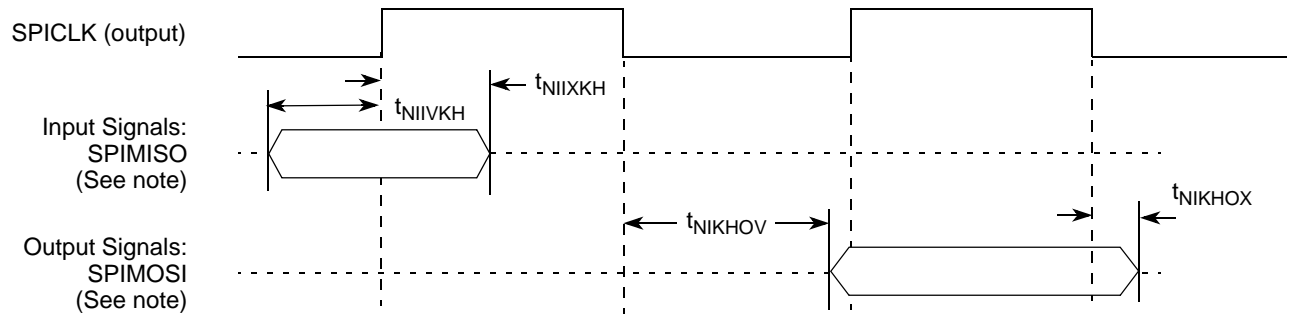 SPICLK (output)
tNIIXKH
tNIIVKH
Input Signals:
SPIMISO
(See note)
tNIKHOX
tNIKHOV
Output Signals:
SPIMOSI
(See note)